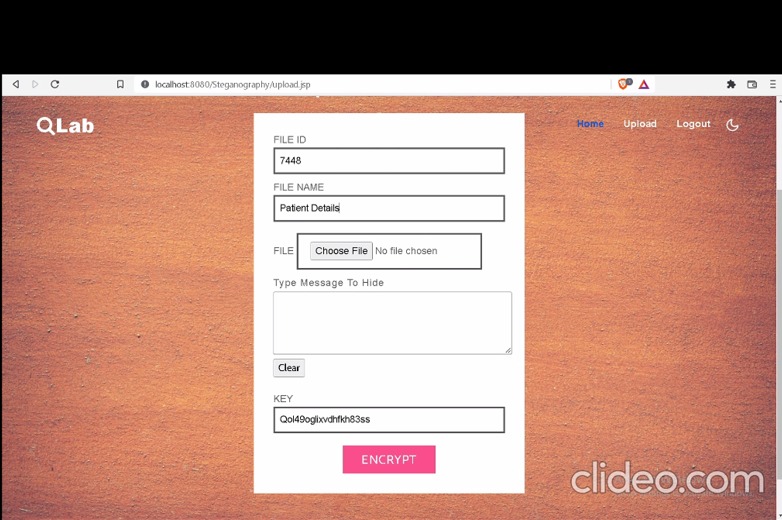 localhost:8080/Steganography/upload.jsp
QLab
Home Upload Logout
FILE ID
7448
FILE NAME
Patient Details
FILE Choose File No file chosen
Type Message To Hide
Clear
KEY
Qol49oglixvdhfkh83ss
ENCRYPT
clideo.com